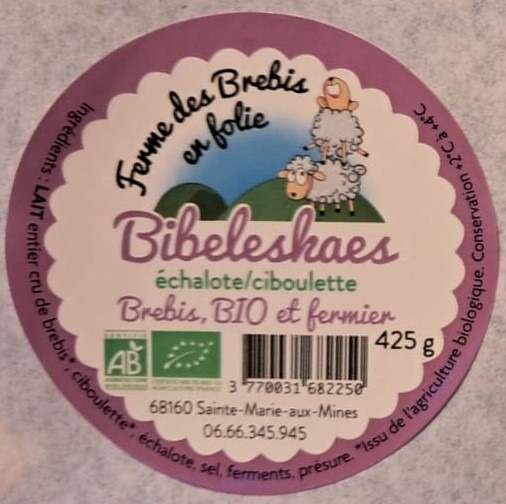 Ferme des Brebis
en folie
Bibeleskaes
échalote/ciboulette
Brebis, BIO et fermier
AB
425 g
3 770031 682250
68160 Sainte-Marie-aux-Mines
06.66.345.945
Ingrédients : LAIT entier cru de brebis*, ciboulette*, échalote, sel, ferments, présure. *Issu de l'agriculture biologique. Conservation +2°C à +4°C